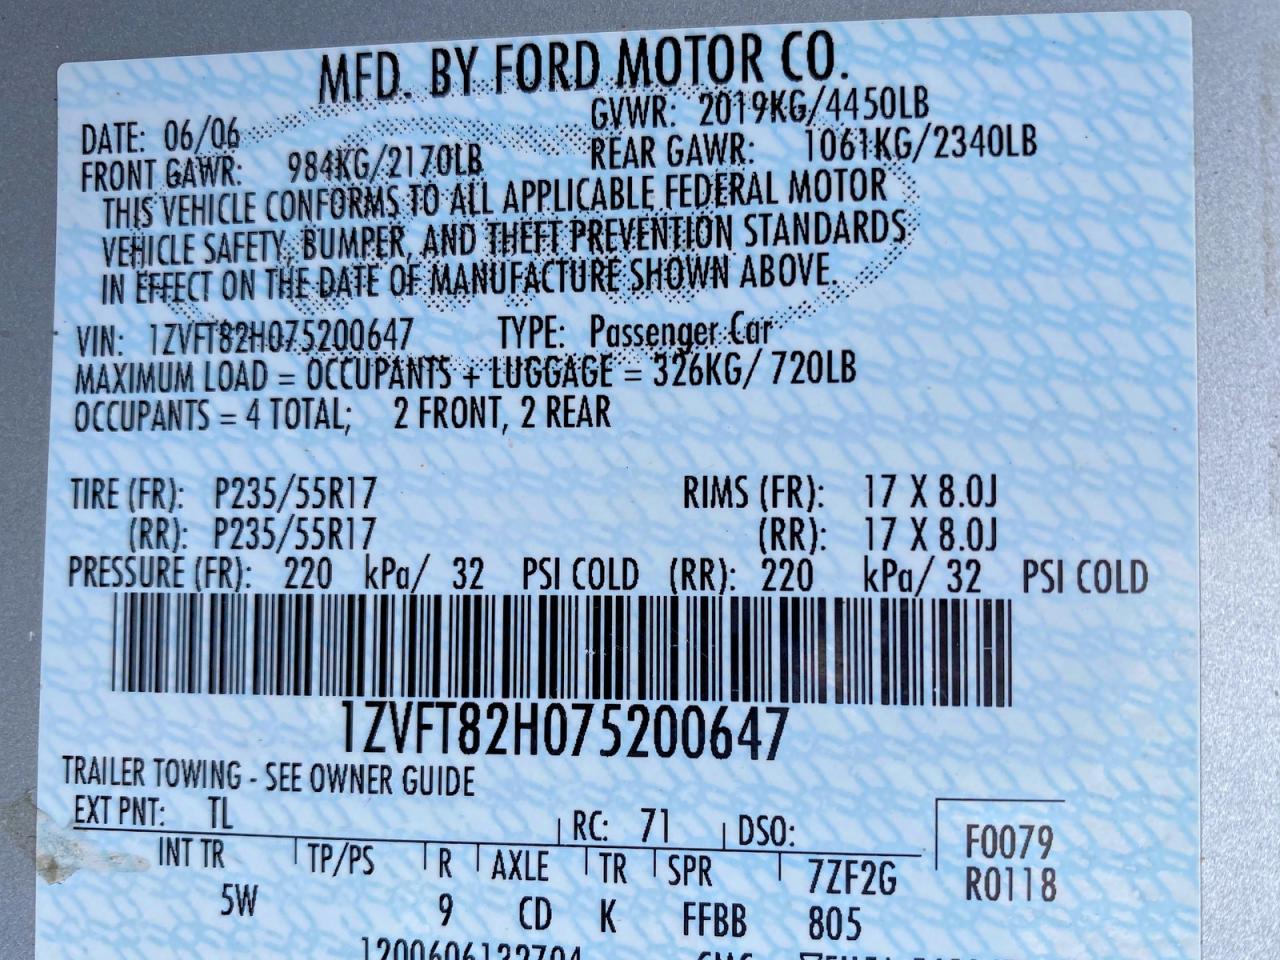 MFD. BY FORD MOTOR CO.
DATE: 06/06 GVWR: 2019KG/4450LB
FRONT GAWR: 984KG/2170LB REAR GAWR: 1061KG/2340LB
THIS VEHICLE CONFORMS TO ALL APPLICABLE FEDERAL MOTOR
VEHICLE SAFETY, BUMPER, AND THEFT PREVENTION STANDARDS
IN EFFECT ON THE DATE OF MANUFACTURE SHOWN ABOVE.
VIN: 1ZVFT82H075200647 TYPE: Passenger Car
MAXIMUM LOAD = OCCUPANTS + LUGGAGE = 326KG/ 720LB
OCCUPANTS = 4 TOTAL; 2 FRONT, 2 REAR
TIRE (FR): P235/55R17 RIMS (FR): 17 X 8.0J
(RR): P235/55R17 (RR): 17 X 8.0J
PRESSURE (FR): 220 kPa/ 32 PSI COLD (RR): 220 kPa/ 32 PSI COLD
1ZVFT82H075200647
TRAILER TOWING - SEE OWNER GUIDE
EXT PNT: TL RC: 71 DSO: F0079
INT TR TP/PS R AXLE TR SPR 7ZF2G R0118
5W 9 CD K FFBB 805